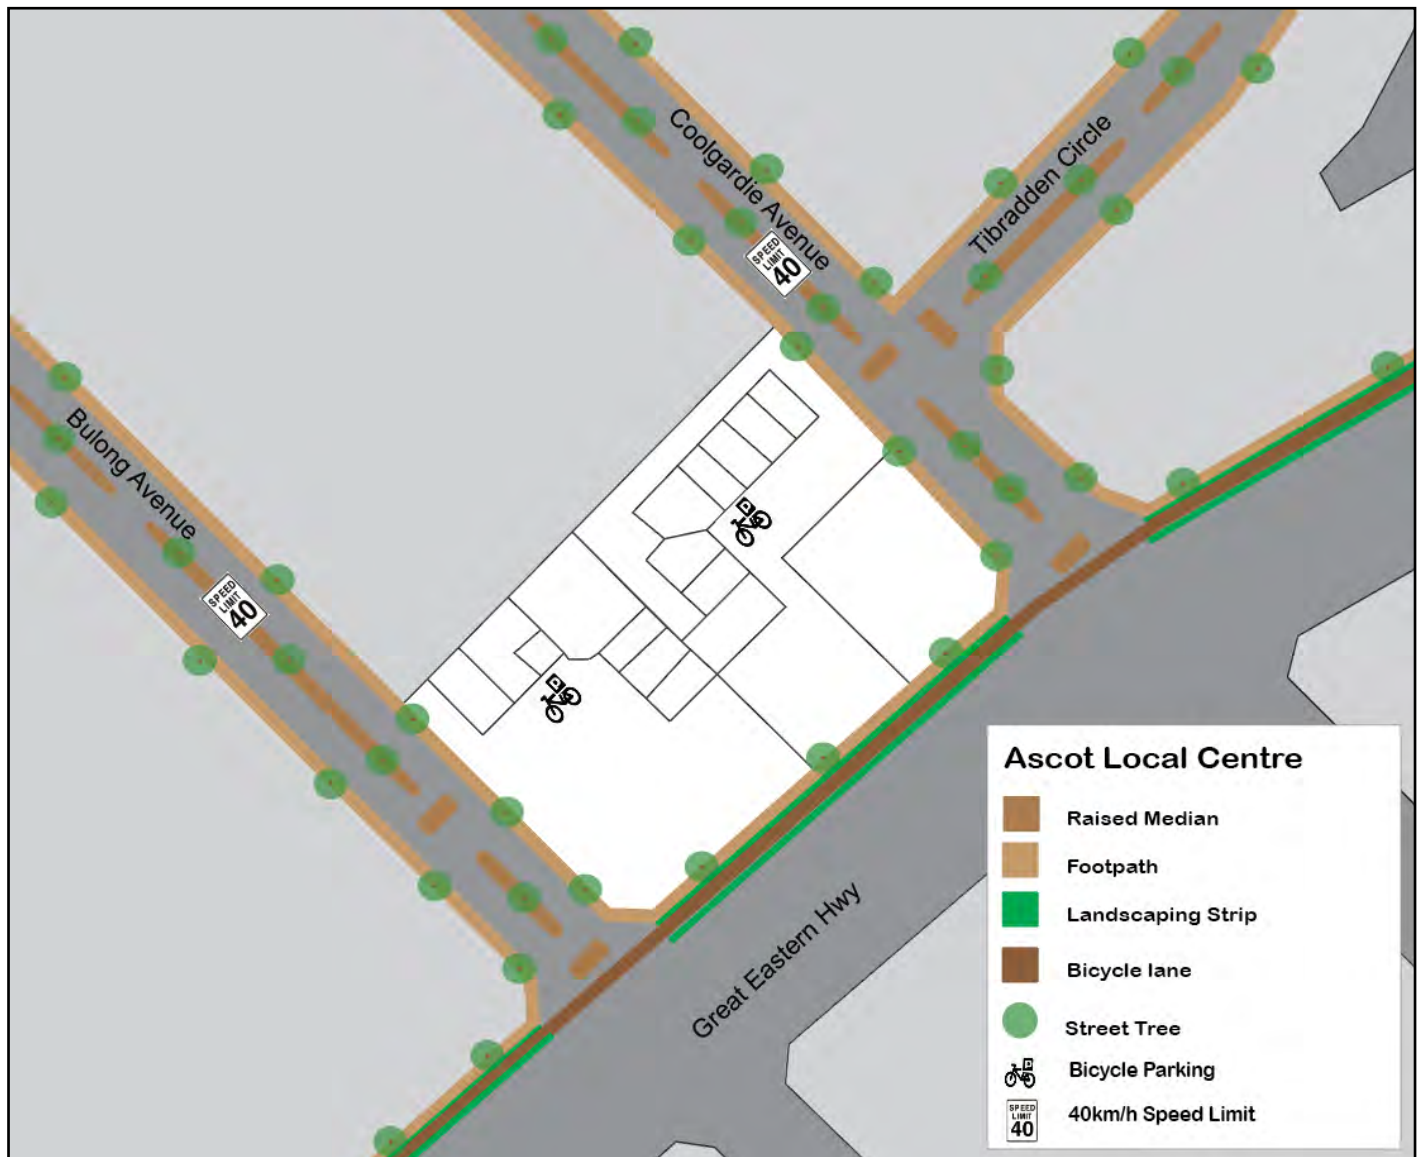 Coolgardie Avenue
Tibradden Circle
SPEED
LIMIT
40
Bulong Avenue
SPEED
LIMIT
40
Great Eastern Hwy
Ascot Local Centre
Raised Median
Footpath
Landscaping Strip
Bicycle lane
Street Tree
Bicycle Parking
SPEED
LIMIT
40
40km/h Speed Limit